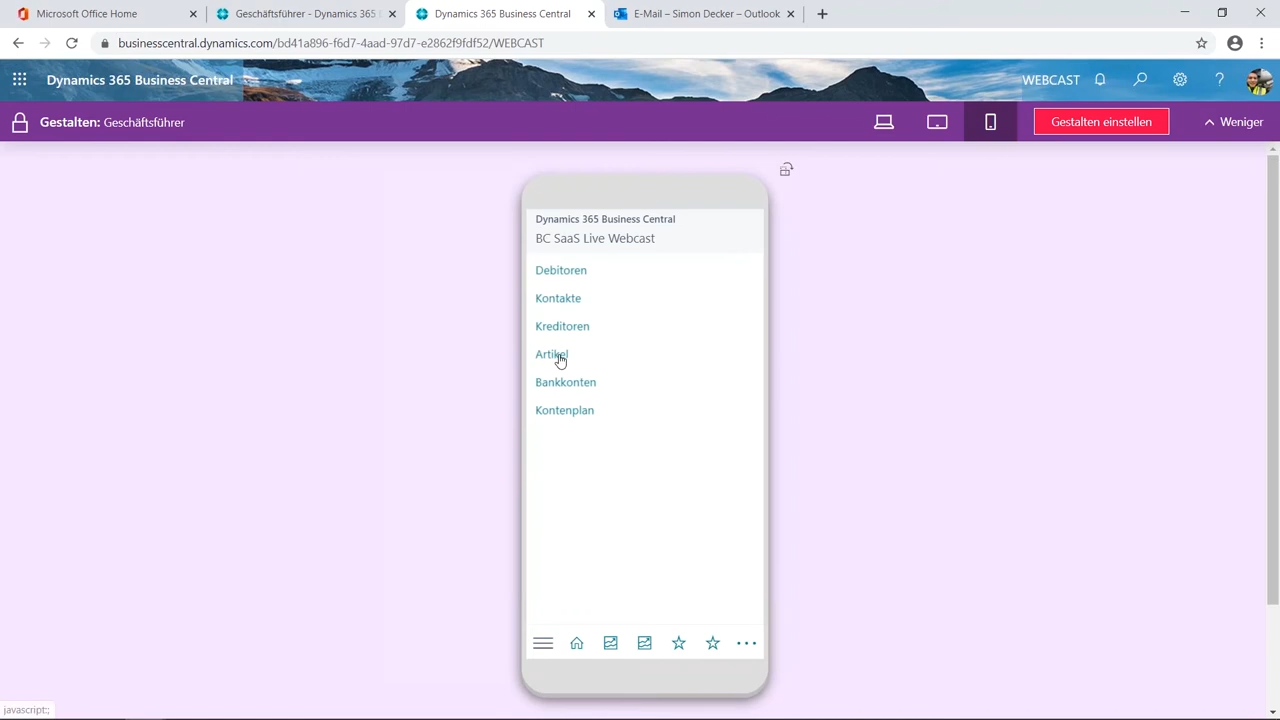 Microsoft Office Home
Geschäftsführer - Dynamics 365
Dynamics 365 Business Central
E-Mail – Simon Decker – Outlook
businesscentral.dynamics.com/bd41a896-f6d7-4aad-97d7-e2862f9fdf52/WEBCAST
Dynamics 365 Business Central
WEBCAST
Gestalten: Geschäftsführer
Gestalten einstellen
Weniger
Dynamics 365 Business Central
BC SaaS Live Webcast
Debitoren
Kontakte
Kreditoren
Artikel
Bankkonten
Kontenplan
javascript:;